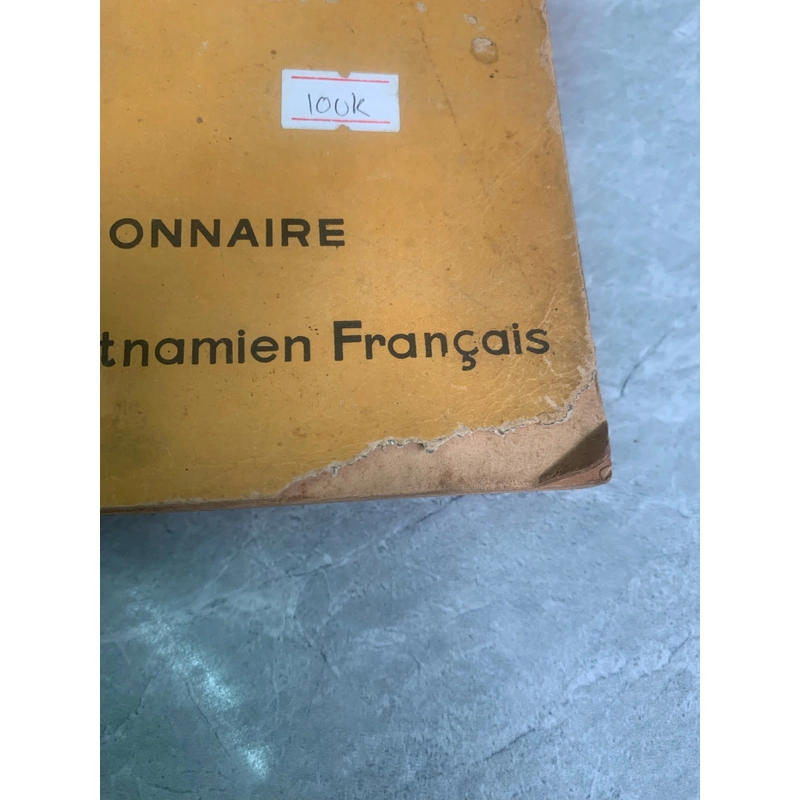 100k
ONNAIRE
tnamien Français